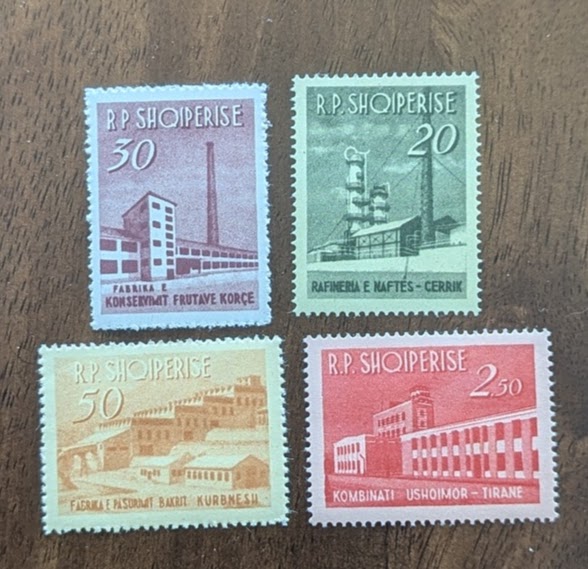 R.P. SHQIPERISE
30
FABRIKA E
KONSERVIMIT FRUTAVE KORÇE
R.P. SHQIPERISE
20
RAFINERIA E NAFTËS - CERRIK
R.P. SHQIPERISE
50
FABRIKA E PASURIMIT BAKRIT KURBNESH
R.P. SHQIPERISE
2,50
KOMBINATI USHQIMOR - TIRANE